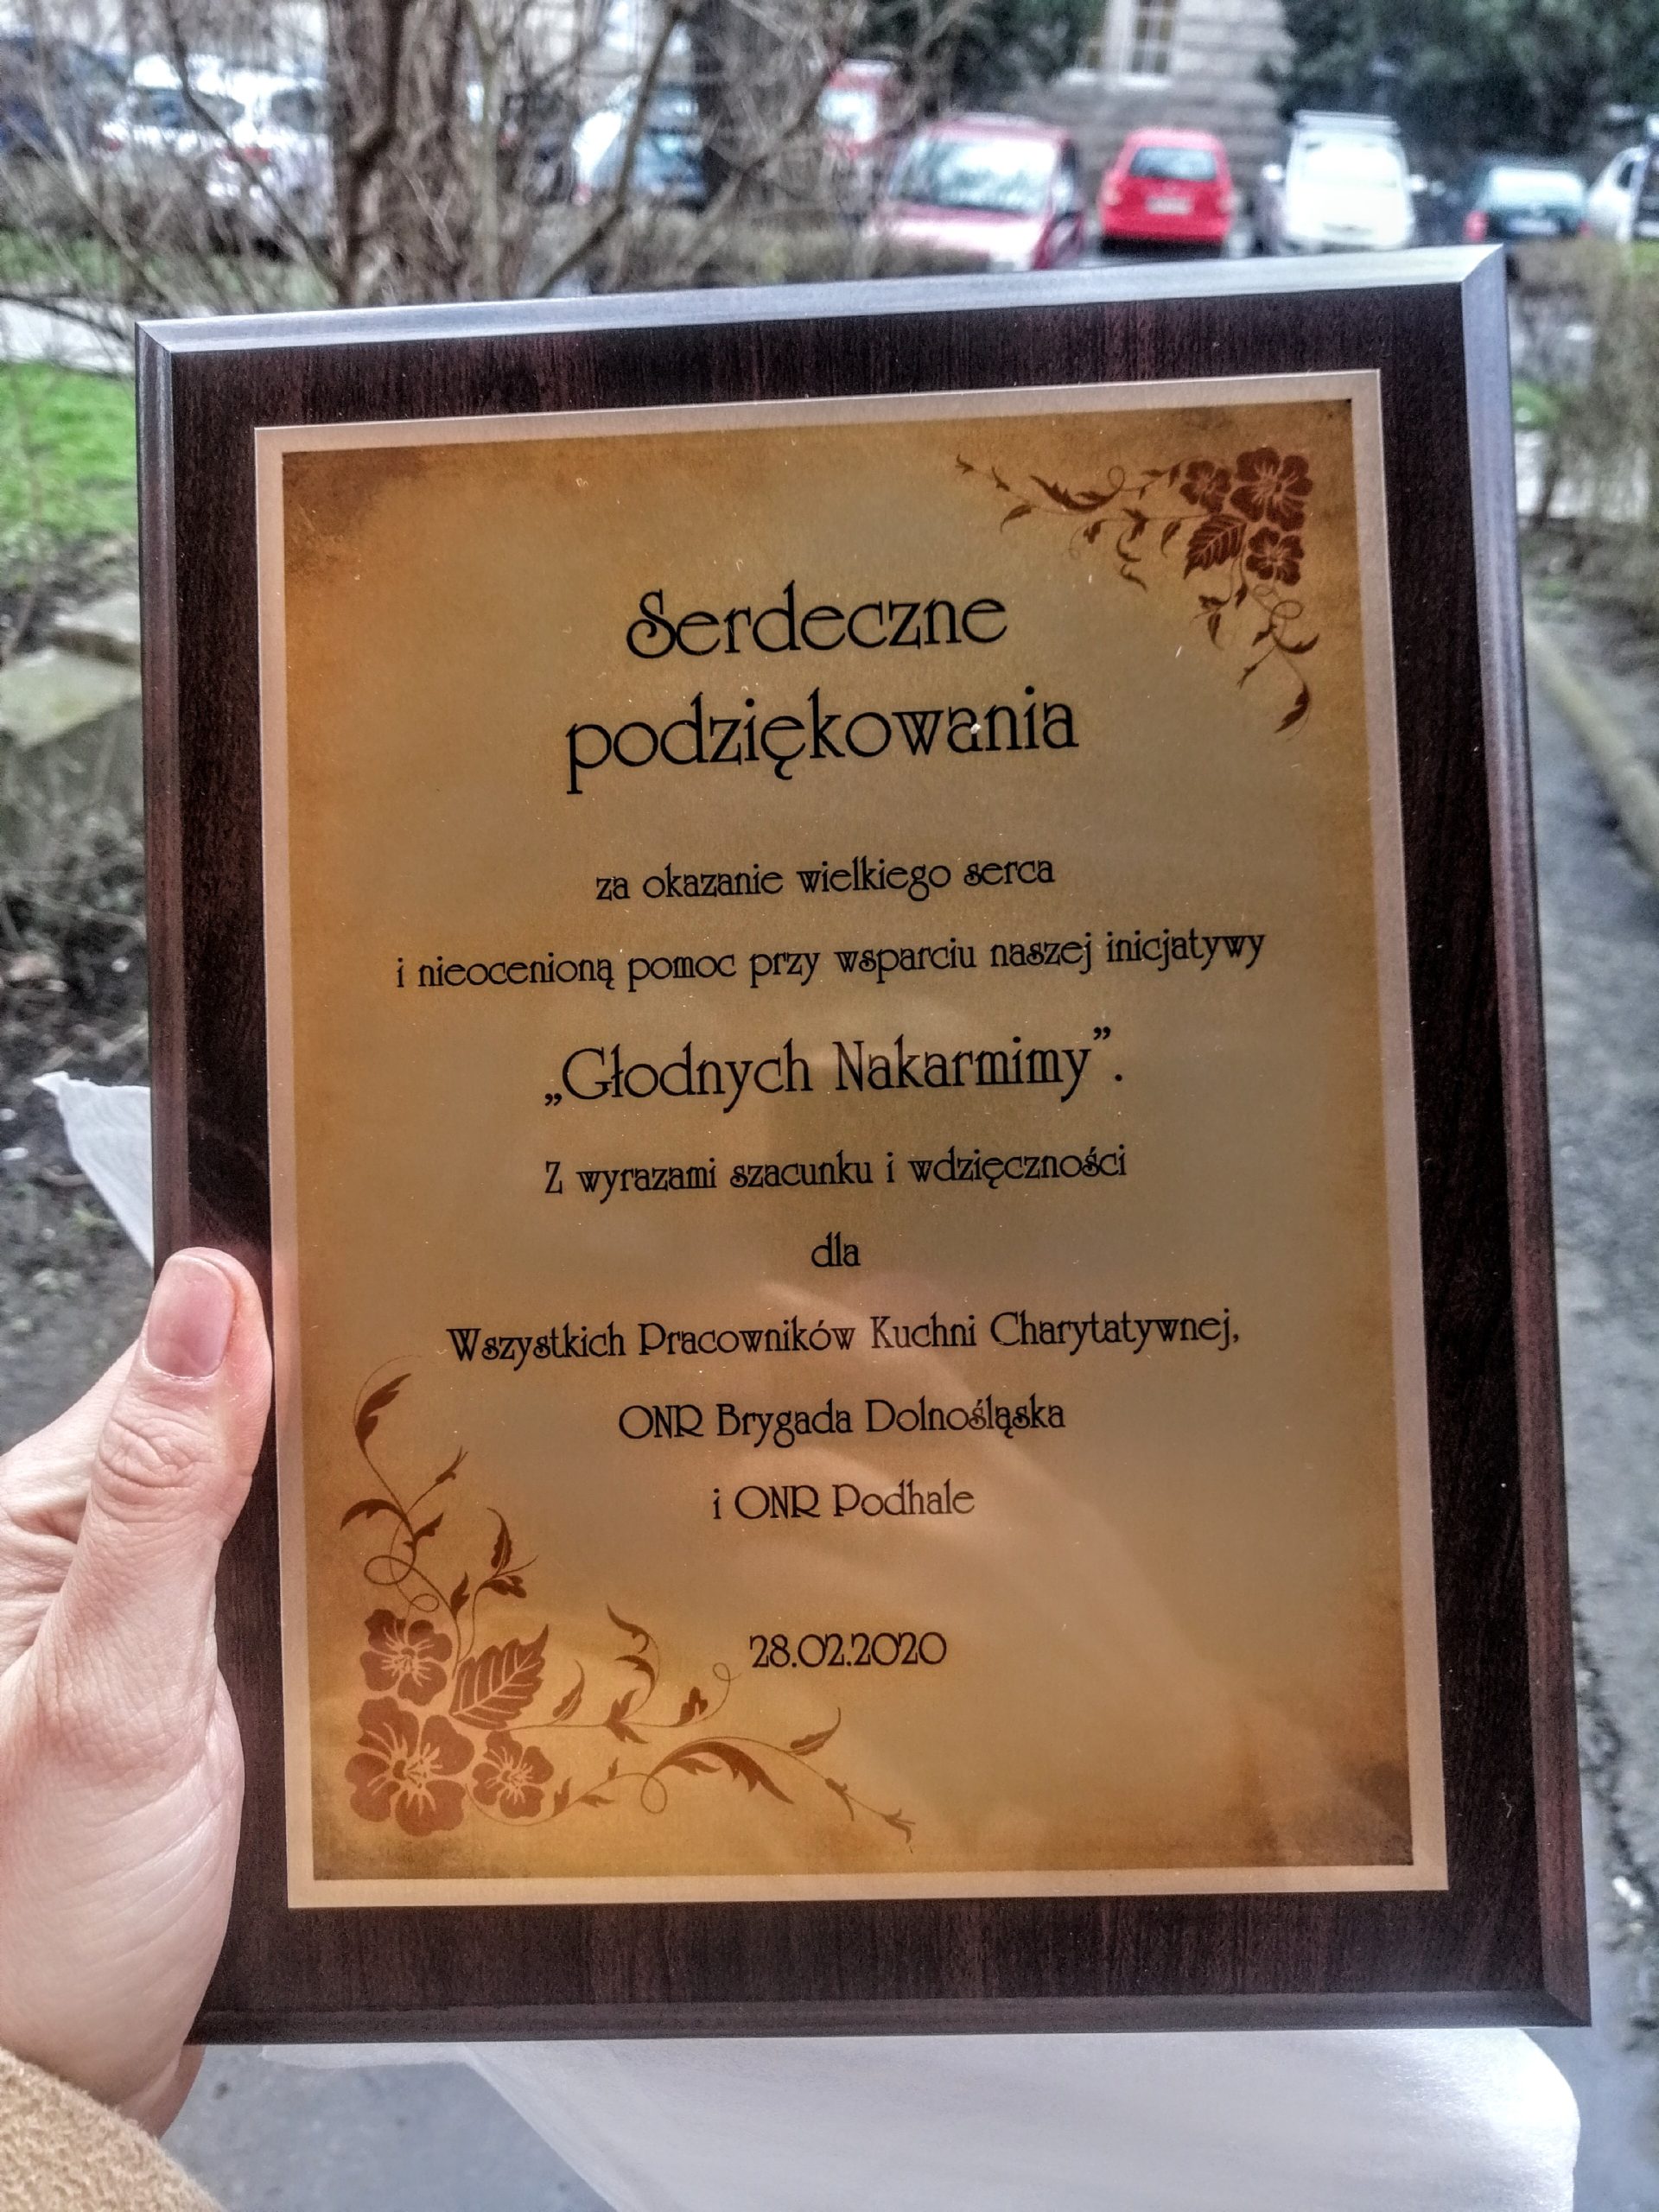 Serdeczne
podziękowania
za okazanie wielkiego serca
i nieocenioną pomoc przy wsparciu naszej inicjatywy
„Głodnych Nakarmimy”.
Z wyrazami szacunku i wdzięczności
dla
Wszystkich Pracowników Kuchni Charytatywnej,
ONR Brygada Dolnośląska
i ONR Podhale
28.02.2020